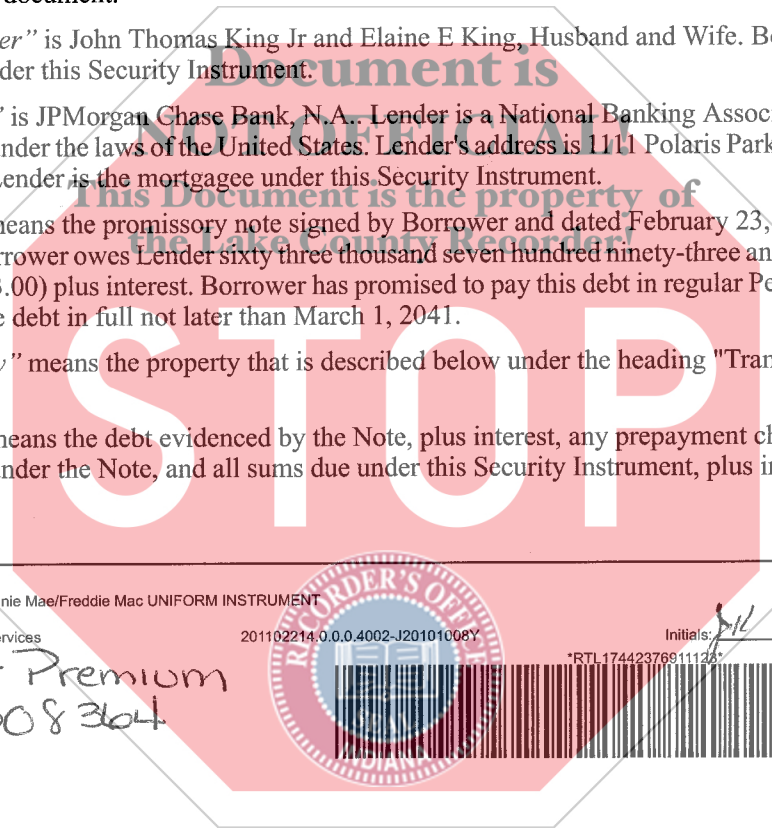 document.
er” is John Thomas King Jr and Elaine E King, Husband and Wife. B
der this Security Instrument.
Document is
” is JPMorgan Chase Bank, N.A.. Lender is a National Banking Assoc
nder the laws of the United States. Lender's address is 1111 Polaris Park
NOT OFFICIAL!
ender is the mortgagee under this Security Instrument.
This Document is the property of
neans the promissory note signed by Borrower and dated February 23,
the Lake County Recorder!
rrower owes Lender sixty three thousand seven hundred ninety-three an
.00) plus interest. Borrower has promised to pay this debt in regular Pe
e debt in full not later than March 1, 2041.
y” means the property that is described below under the heading "Tran
STOP
neans the debt evidenced by the Note, plus interest, any prepayment ch
nder the Note, and all sums due under this Security Instrument, plus in
nie Mae/Freddie Mac UNIFORM INSTRUMENT
RECORDER'S OFFICE
rvices
201102214.0.0.0.4002-J20101008Y
Initials:
*RTL17442376911123*
Premium
08364
SEAL
INDIANA